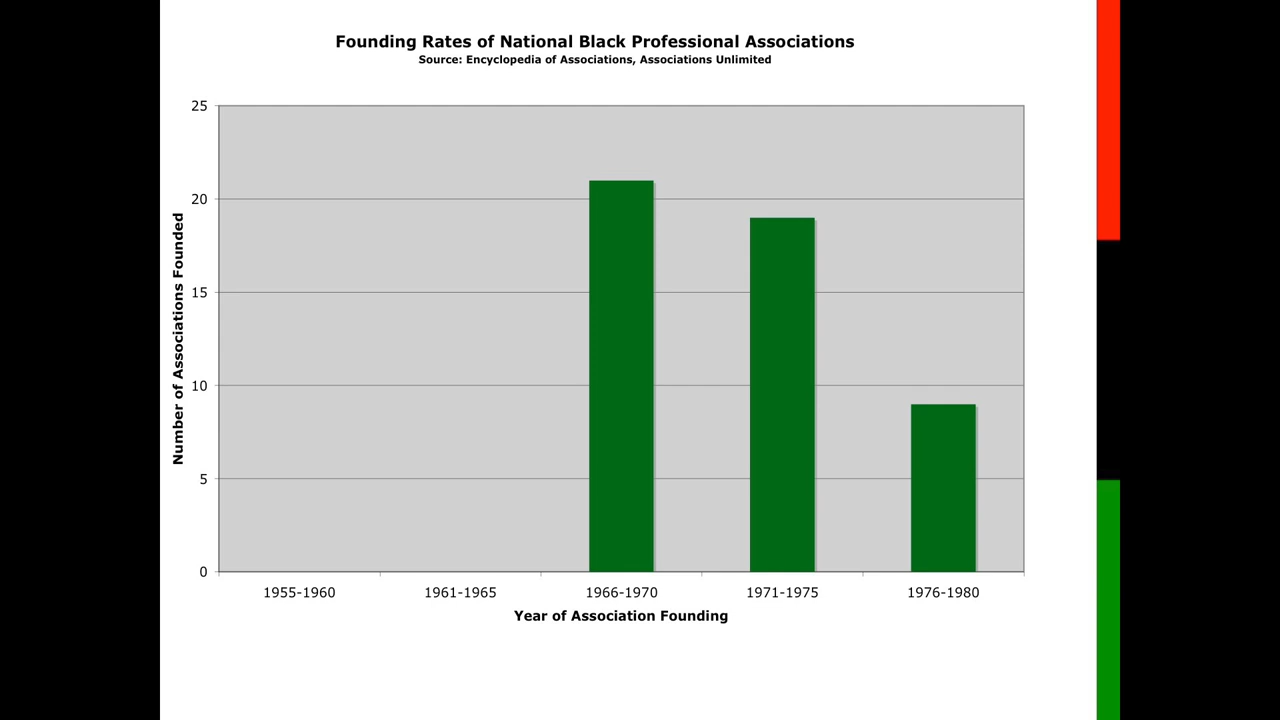 Founding Rates of National Black Professional Associations
Source: Encyclopedia of Associations, Associations Unlimited
Number of Associations Founded
25
20
15
10
5
0
1955-1960 1961-1965 1966-1970 1971-1975 1976-1980
Year of Association Founding